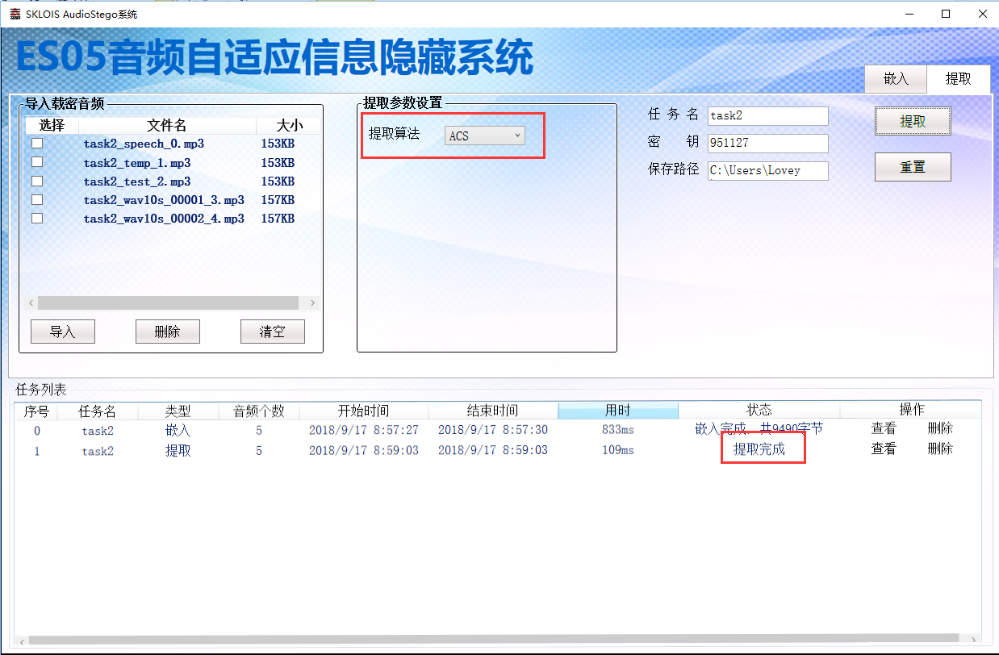 SKLOIS AudioStego系统
ES05音频自适应信息隐藏系统
嵌入 提取
导入载密音频
选择 文件名 大小
task2_speech_0.mp3 153KB
task2_temp_1.mp3 153KB
task2_test_2.mp3 153KB
task2_wav10s_00001_3.mp3 157KB
task2_wav10s_00002_4.mp3 157KB
导入 删除 清空
提取参数设置
提取算法 ACS
任务名 task2
密钥 951127
保存路径 C:\Users\Lovey
提取
重置
任务列表
序号 任务名 类型 音频个数 开始时间 结束时间 用时 状态 操作
0 task2 嵌入 5 2018/9/17 8:57:27 2018/9/17 8:57:30 833ms 嵌入完成，共9490字节 查看 删除
1 task2 提取 5 2018/9/17 8:59:03 2018/9/17 8:59:03 109ms 提取完成 查看 删除